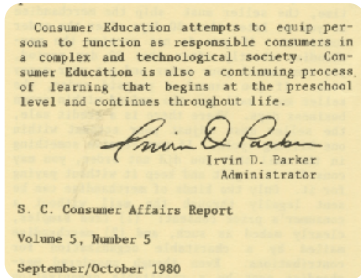 Consumer Education attempts to equip per-
sons to function as responsible consumers in
a complex and technological society. Con-
sumer Education is also a continuing process
of learning that begins at the preschool
level and continues throughout life.
Irvin D. Parker
Irvin D. Parker
Administrator
S. C. Consumer Affairs Report
Volume 5, Number 5
September/October 1980